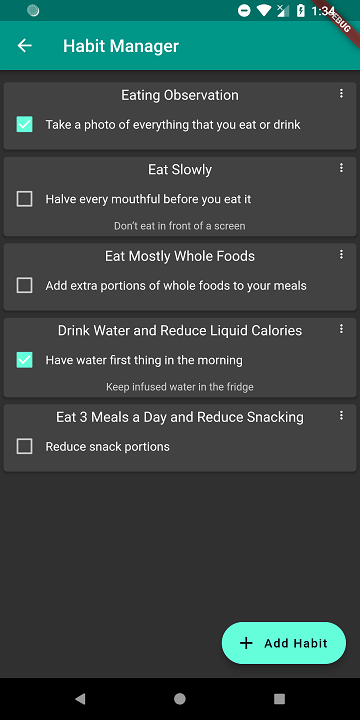 1:34
DEBUG
Habit Manager
Eating Observation
Take a photo of everything that you eat or drink
Eat Slowly
Halve every mouthful before you eat it
Don't eat in front of a screen
Eat Mostly Whole Foods
Add extra portions of whole foods to your meals
Drink Water and Reduce Liquid Calories
Have water first thing in the morning
Keep infused water in the fridge
Eat 3 Meals a Day and Reduce Snacking
Reduce snack portions
Add Habit